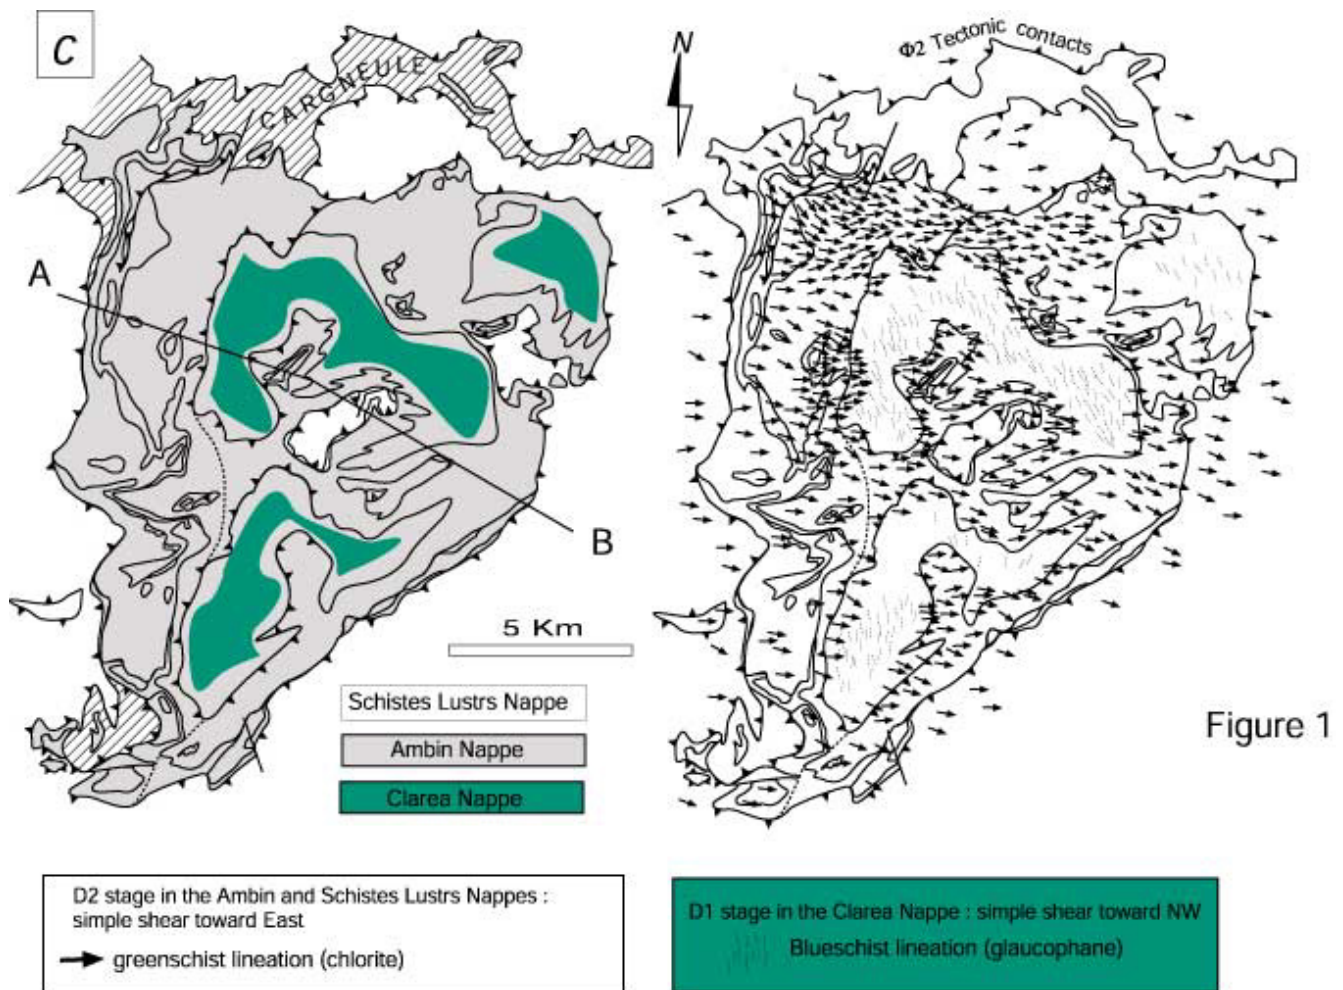 C
CARGNEULE
A
B
5 Km
Schistes Lustrs Nappe
Ambin Nappe
Clarea Nappe
N
Φ2 Tectonic contacts
Figure 1
D2 stage in the Ambin and Schistes Lustrs Nappes :
simple shear toward East
greenschist lineation (chlorite)
D1 stage in the Clarea Nappe : simple shear toward NW
Blueschist lineation (glaucophane)